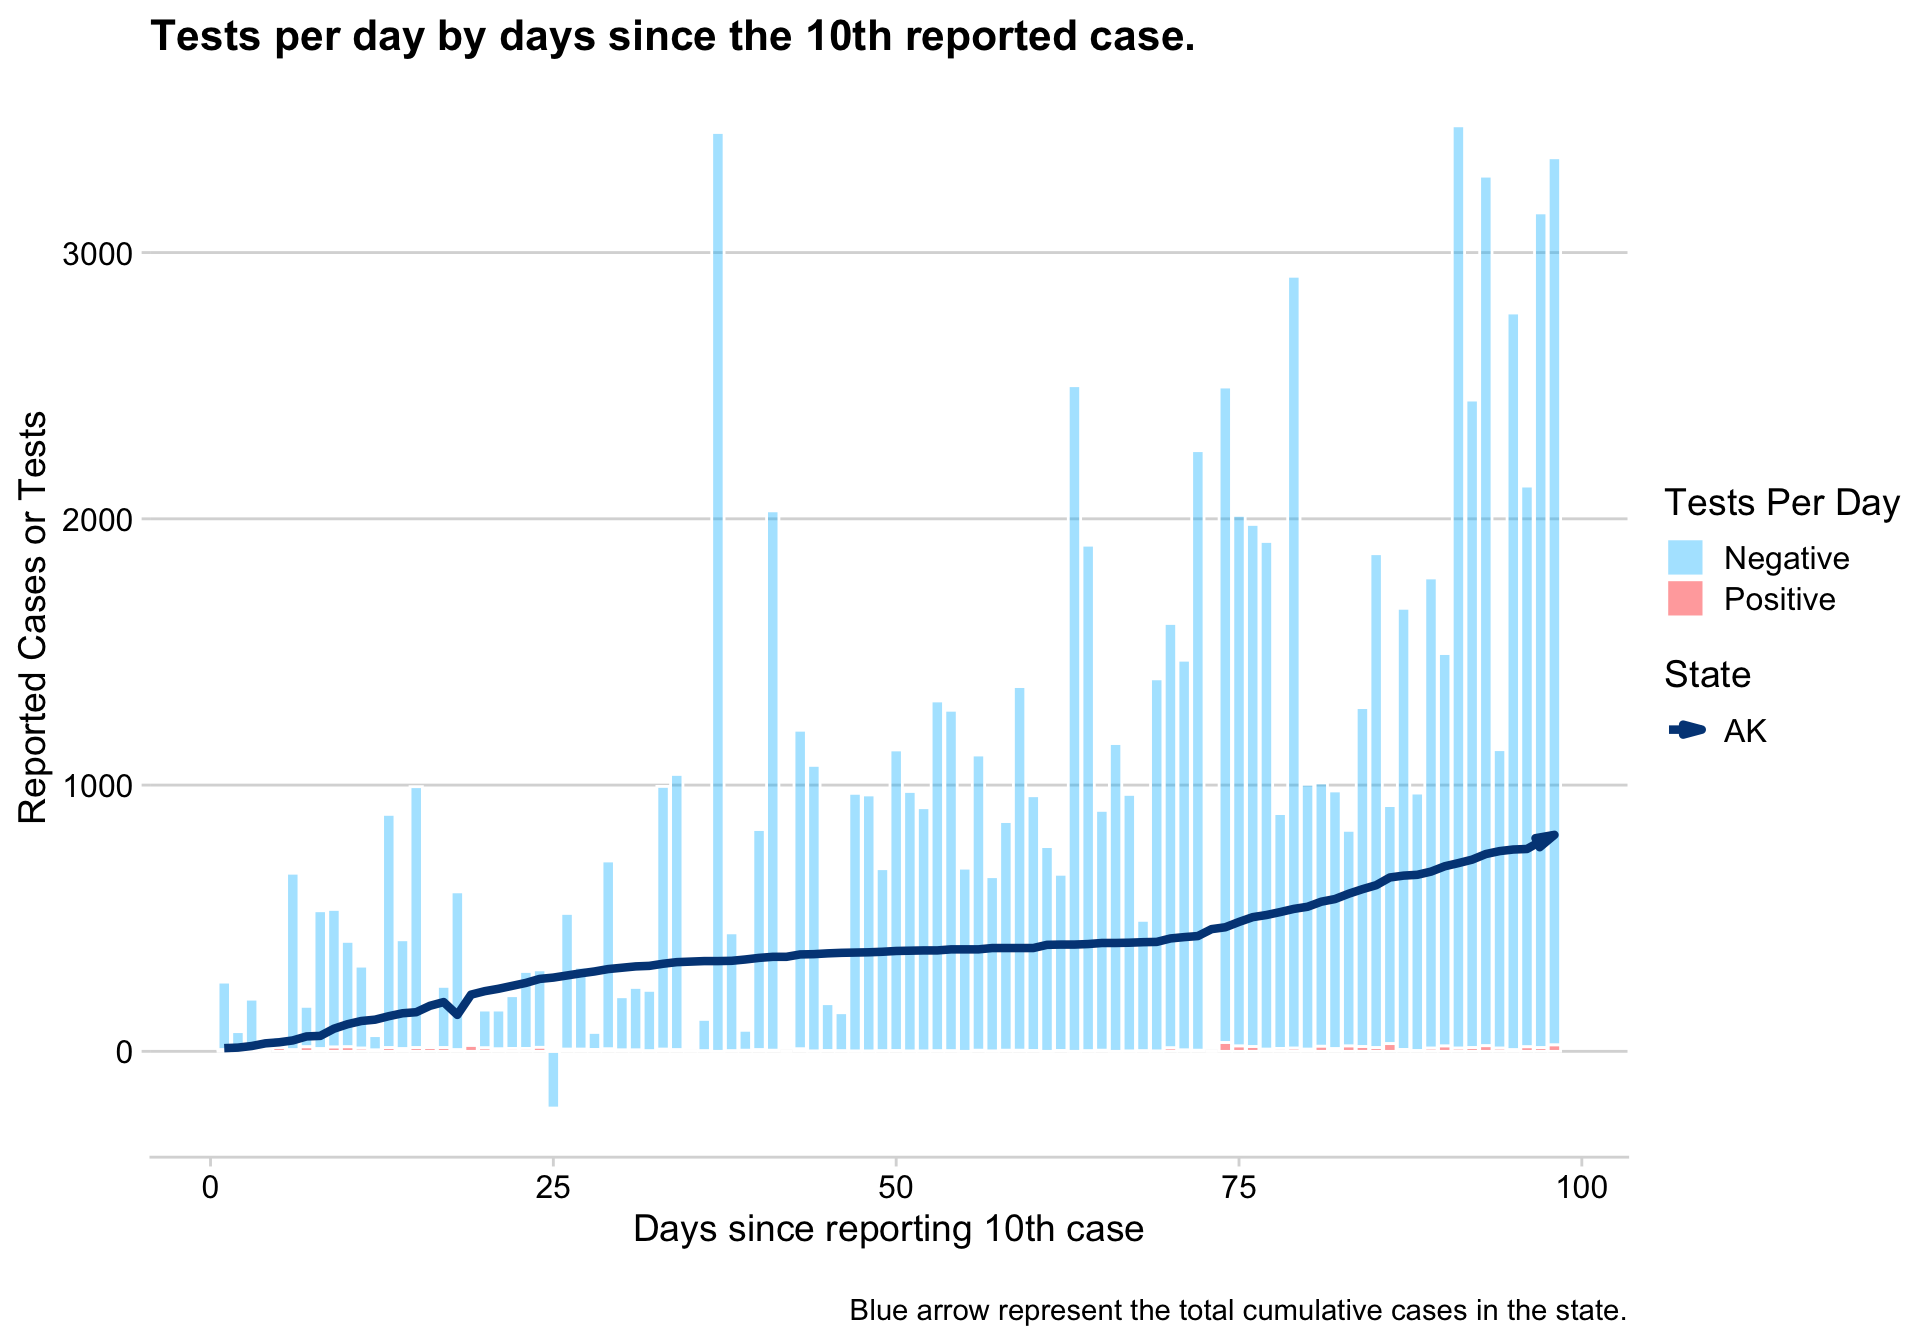 Tests per day by days since the 10th reported case.
Reported Cases or Tests
3000
2000
1000
0
0 25 50 75 100
Days since reporting 10th case
Tests Per Day
Negative
Positive
State
AK
Blue arrow represent the total cumulative cases in the state.